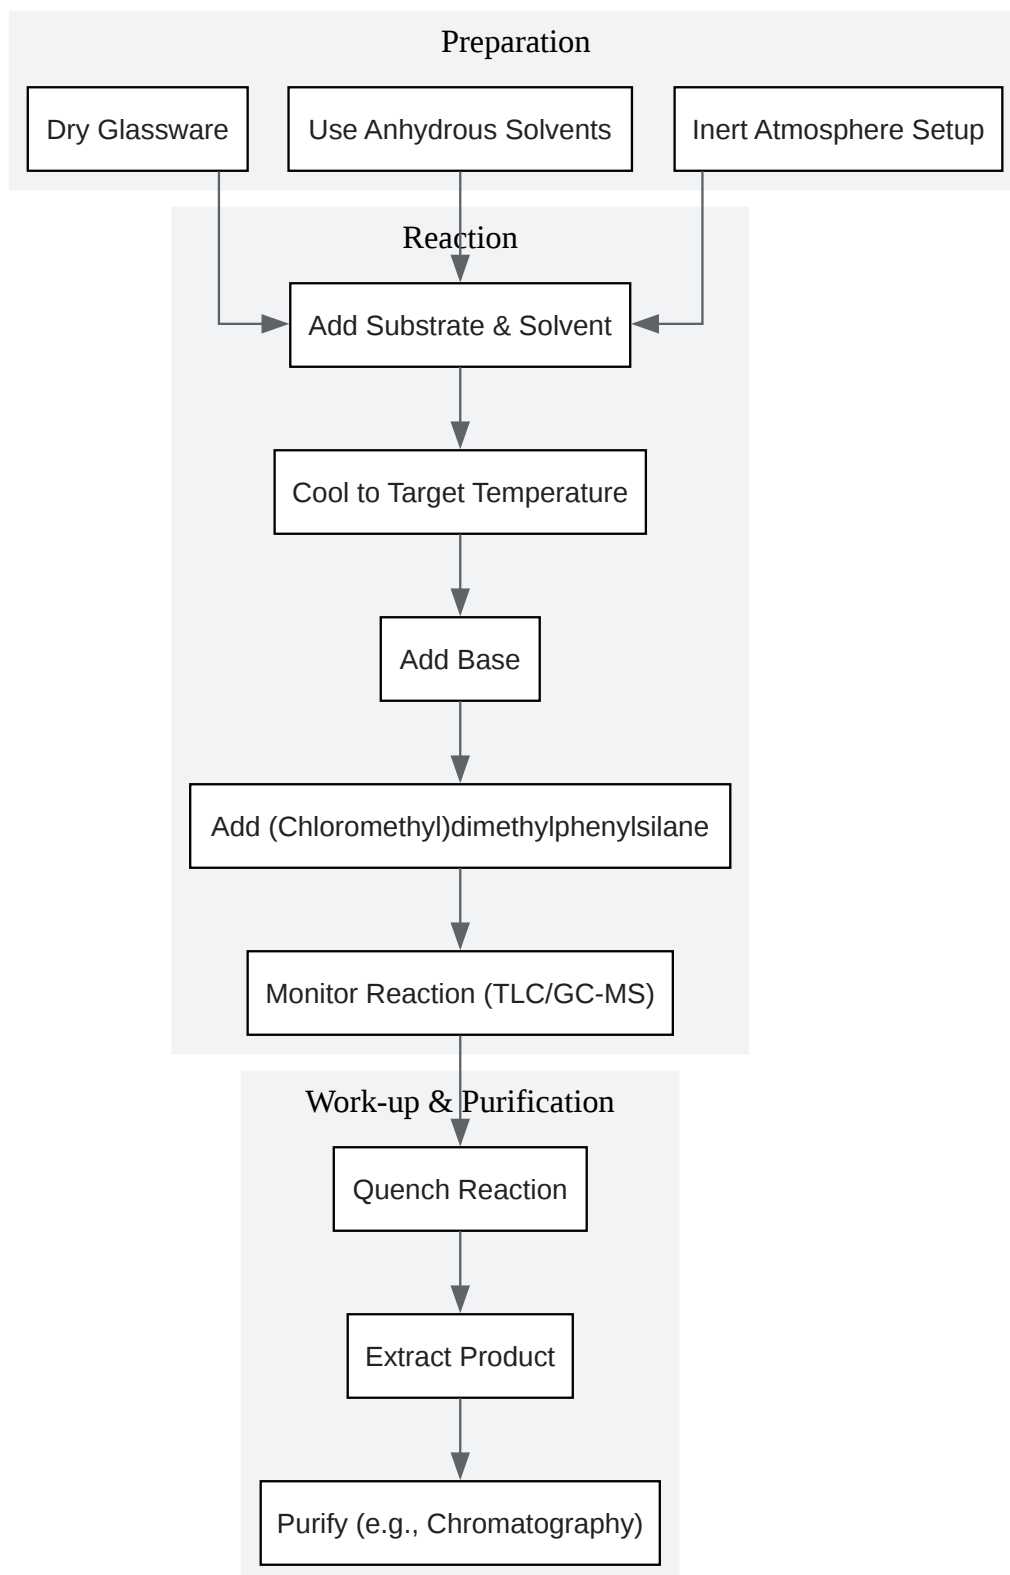 Preparation
Dry Glassware
Use Anhydrous Solvents
Inert Atmosphere Setup
Reaction
Add Substrate & Solvent
Cool to Target Temperature
Add Base
Add (Chloromethyl)dimethylphenylsilane
Monitor Reaction (TLC/GC-MS)
Work-up & Purification
Quench Reaction
Extract Product
Purify (e.g., Chromatography)